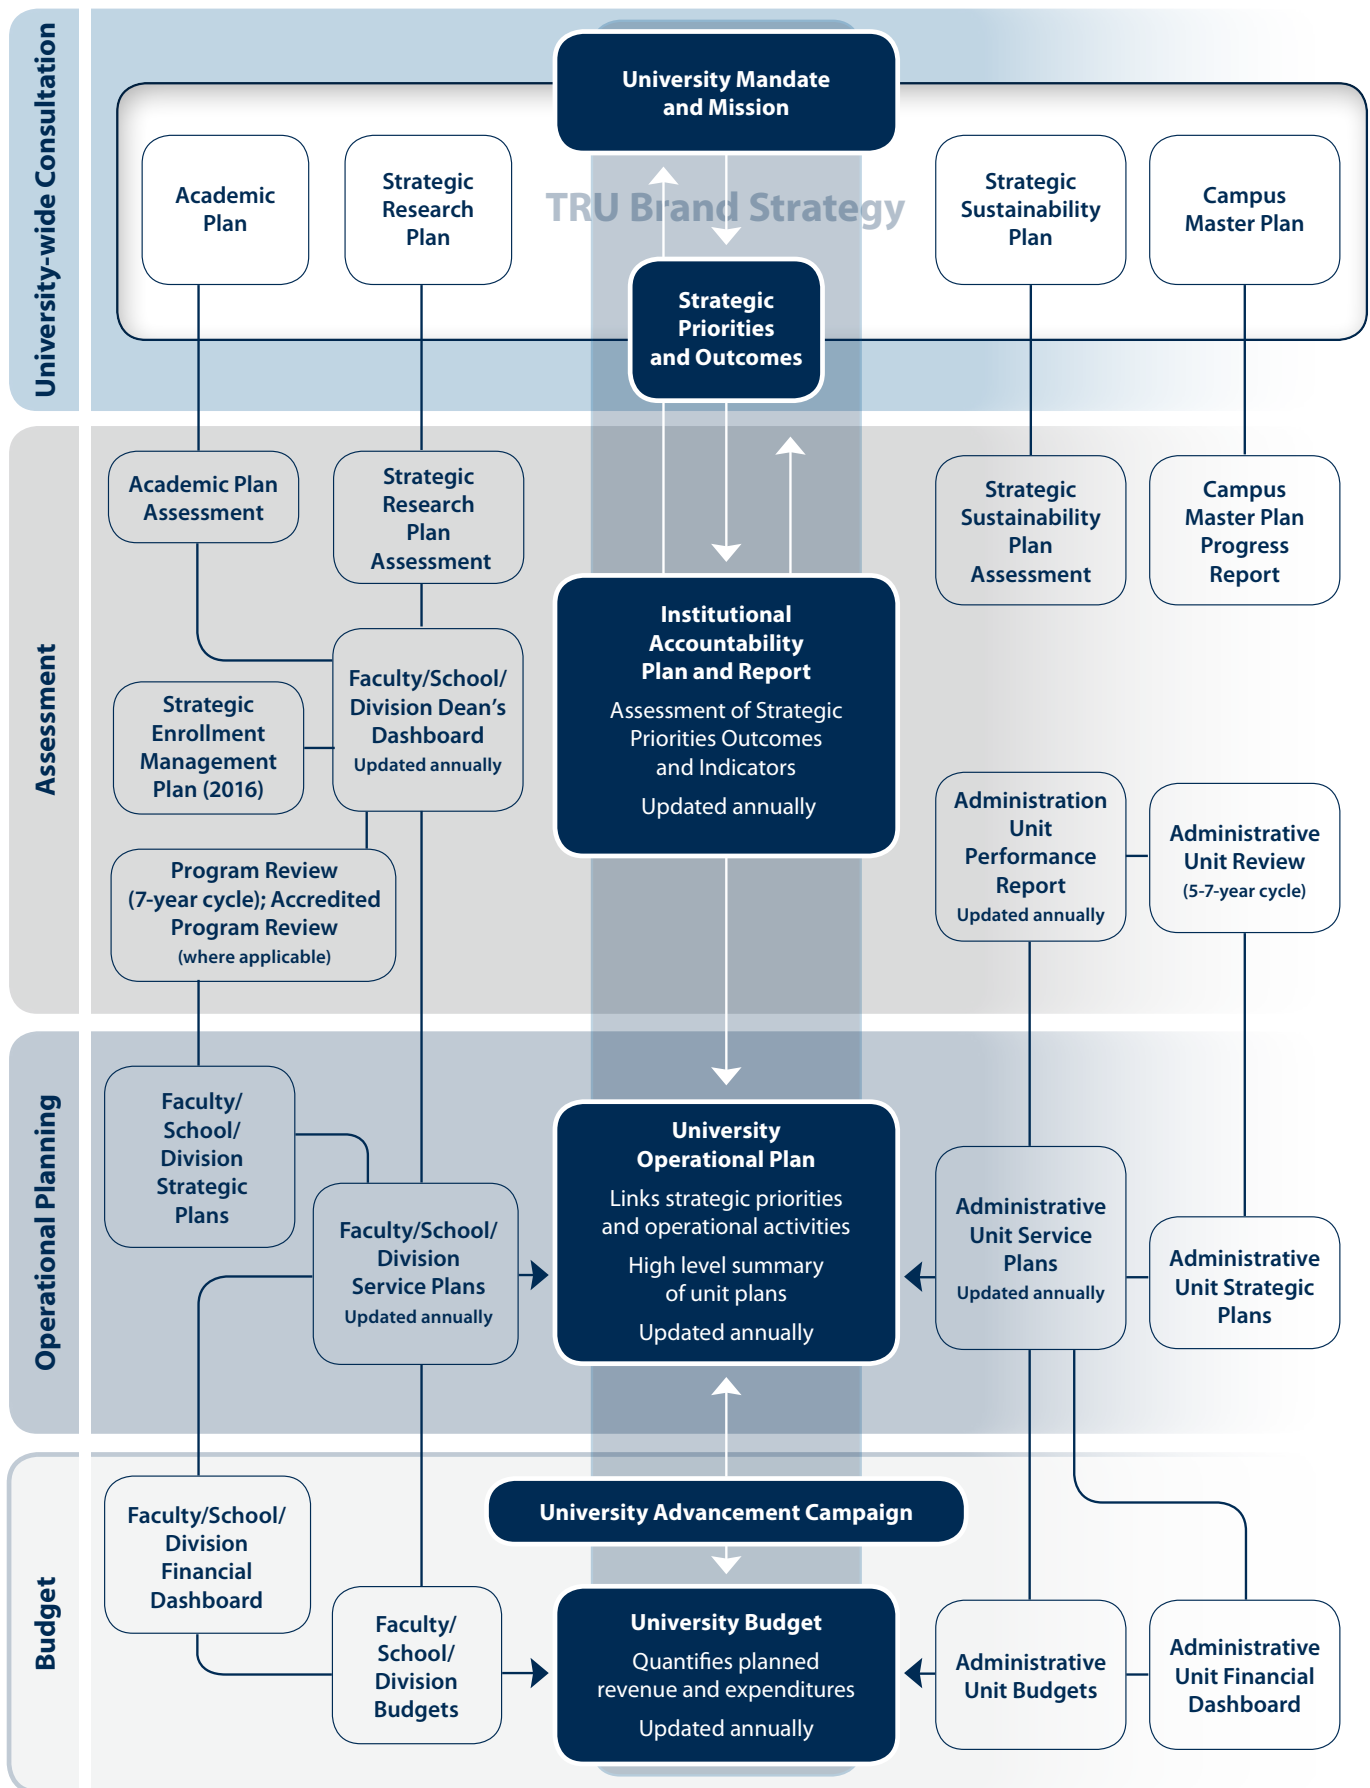 University-wide Consultation
University Mandate
and Mission
TRU Brand Strategy
Academic
Plan
Strategic
Research
Plan
Strategic
Priorities
and Outcomes
Strategic
Sustainability
Plan
Campus
Master Plan
Assessment
Academic Plan
Assessment
Strategic
Research
Plan
Assessment
Faculty/School/
Division Dean's
Dashboard
Updated annually
Strategic
Enrollment
Management
Plan (2016)
Program Review
(7-year cycle); Accredited
Program Review
(where applicable)
Institutional
Accountability
Plan and Report
Assessment of Strategic
Priorities Outcomes
and Indicators
Updated annually
Strategic
Sustainability
Plan
Assessment
Campus
Master Plan
Progress
Report
Administration
Unit
Performance
Report
Updated annually
Administrative
Unit Review
(5-7-year cycle)
Operational Planning
Faculty/
School/
Division
Strategic
Plans
Faculty/School/
Division
Service Plans
Updated annually
University
Operational Plan
Links strategic priorities
and operational activities
High level summary
of unit plans
Updated annually
Administrative
Unit Service
Plans
Updated annually
Administrative
Unit Strategic
Plans
Budget
University Advancement Campaign
Faculty/School/
Division
Financial
Dashboard
Faculty/
School/
Division
Budgets
University Budget
Quantifies planned
revenue and expenditures
Updated annually
Administrative
Unit Budgets
Administrative
Unit Financial
Dashboard